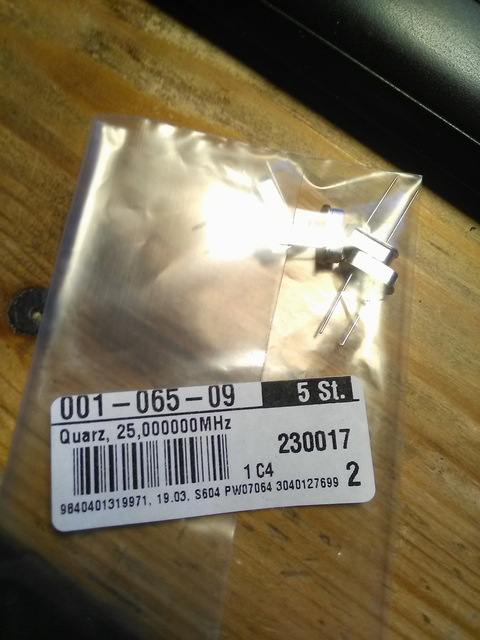 001-065-09 5 St.
Quarz, 25,000000MHz
230017
1 C4 2
9840401319971, 19.03. S604 PW07064 3040127699